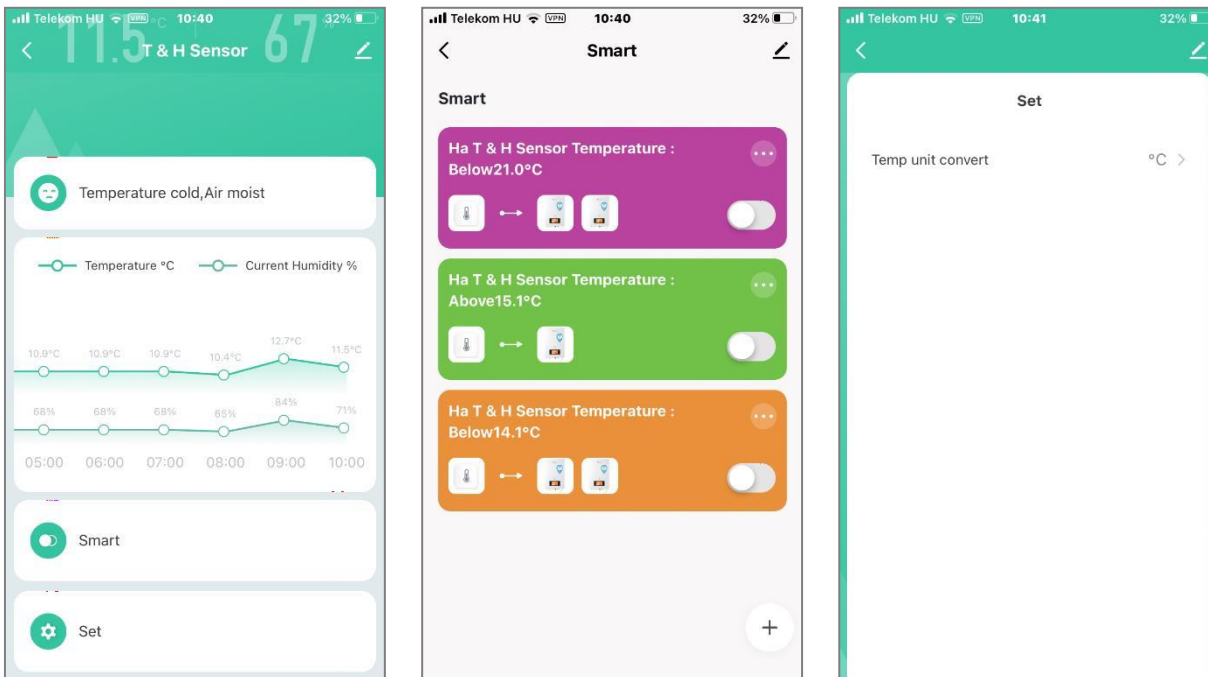 Telekom HU VPN 10:40 32%
11.5°C 67%
T & H Sensor
Temperature cold,Air moist
Temperature °C Current Humidity %
10.9°C 10.9°C 10.9°C 10.4°C 12.7°C 11.5°C
68% 68% 68% 65% 84% 71%
05:00 06:00 07:00 08:00 09:00 10:00
Smart
Set
Telekom HU VPN 10:40 32%
Smart
Smart
Ha T & H Sensor Temperature :
Below21.0°C
Ha T & H Sensor Temperature :
Above15.1°C
Ha T & H Sensor Temperature :
Below14.1°C
Telekom HU VPN 10:41 32%
Set
Temp unit convert °C